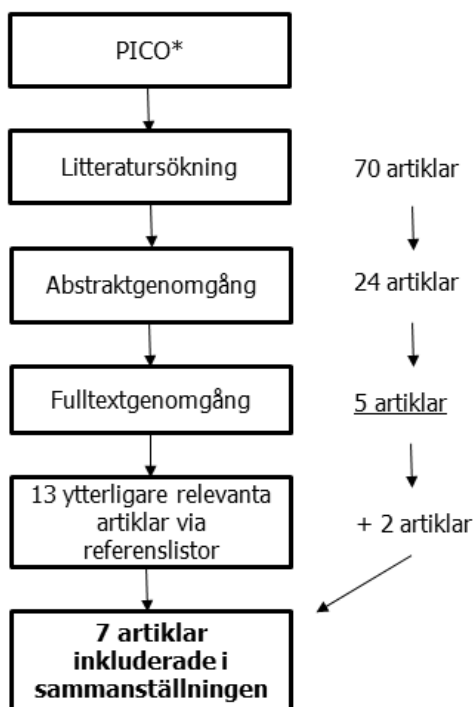 PICO*
Litteratursökning
70 artiklar
Abstraktgenomgång
24 artiklar
Fulltextgenomgång
5 artiklar
13 ytterligare relevanta
artiklar via
referenslistor
+ 2 artiklar
7 artiklar
inkluderade i
sammanställningen